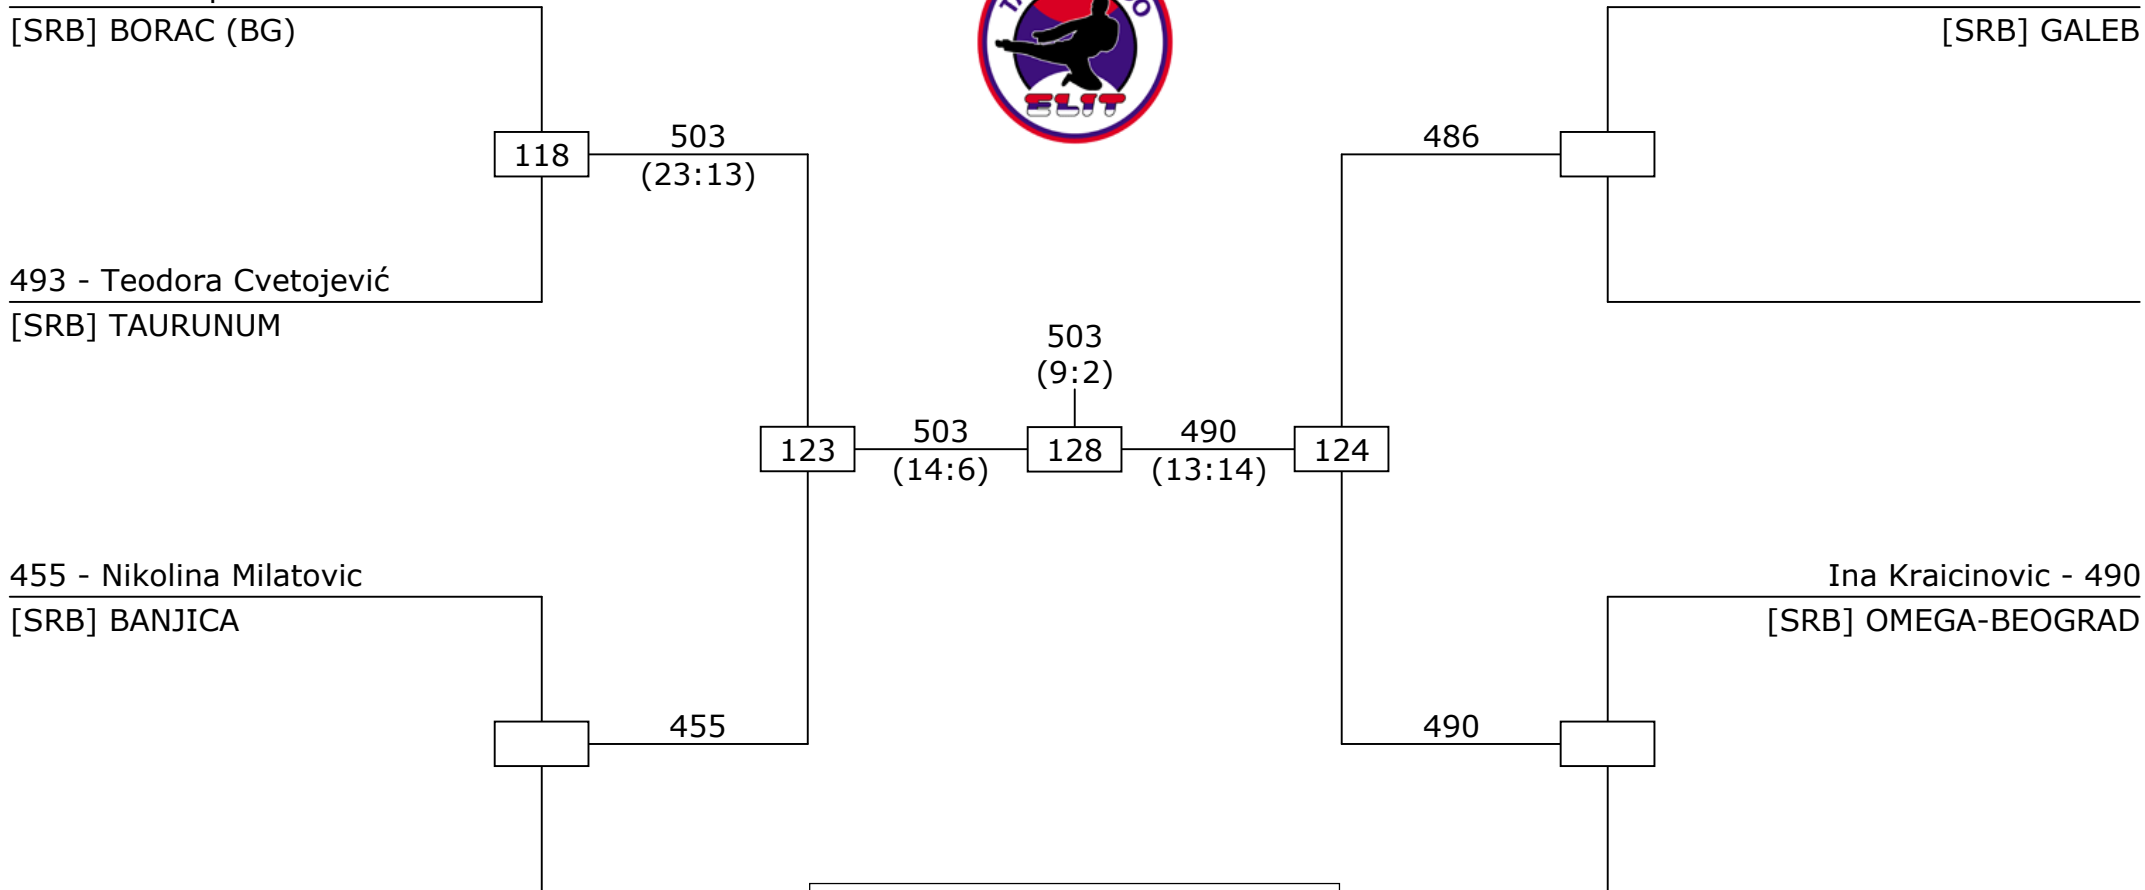 [SRB] BORAC (BG)
[SRB] GALEB
ELIT
118
503
(23:13)
486
493 - Teodora Cvetojević
[SRB] TAURUNUM
503
(9:2)
123
503
(14:6)
128
490
(13:14)
124
455 - Nikolina Milatovic
[SRB] BANJICA
Ina Kraicinovic - 490
[SRB] OMEGA-BEOGRAD
455
490